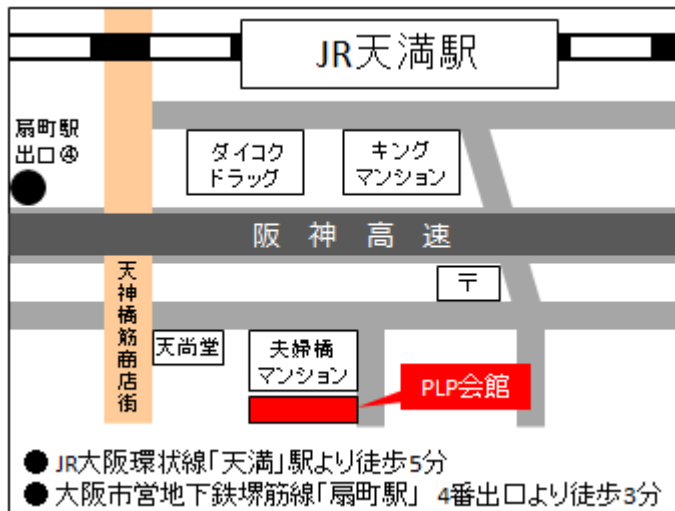 JR天満駅
扇町駅
出口④
ダイコク
ドラッグ
キング
マンション
阪神高速
〒
天神橋筋商店街
天尚堂
夫婦橋
マンション
PLP会館
● JR大阪環状線「天満」駅より徒歩5分
● 大阪市営地下鉄堺筋線「扇町駅」 4番出口より徒歩3分